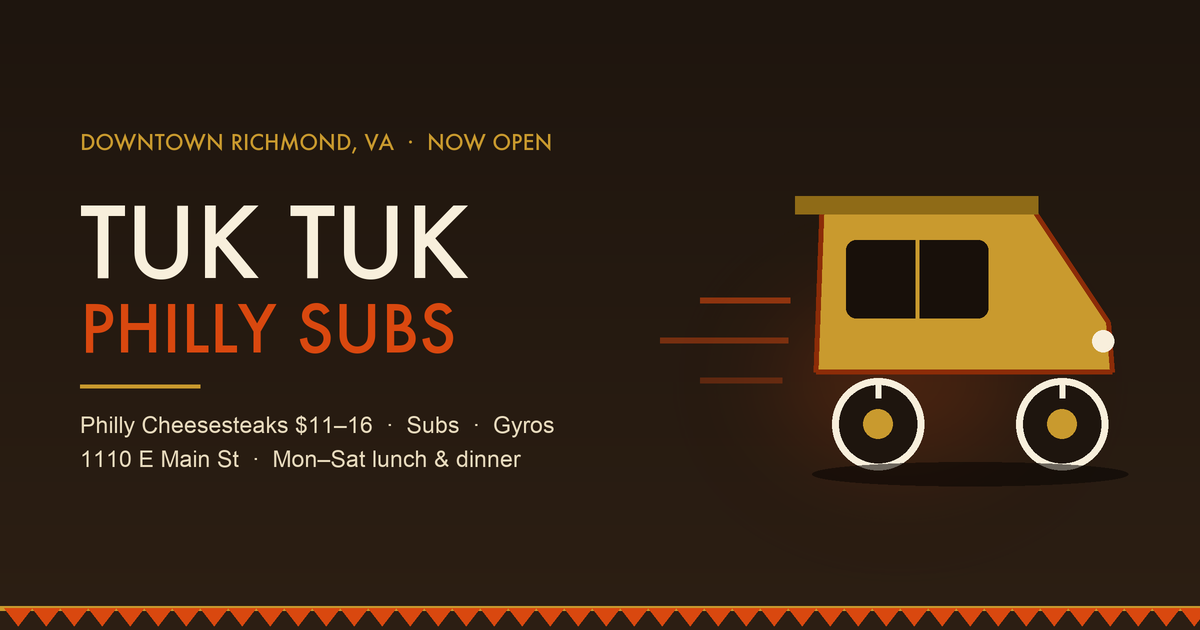 DOWNTOWN RICHMOND, VA · NOW OPEN
TUK TUK
PHILLY SUBS
Philly Cheesesteaks $11–16 · Subs · Gyros
1110 E Main St · Mon–Sat lunch & dinner